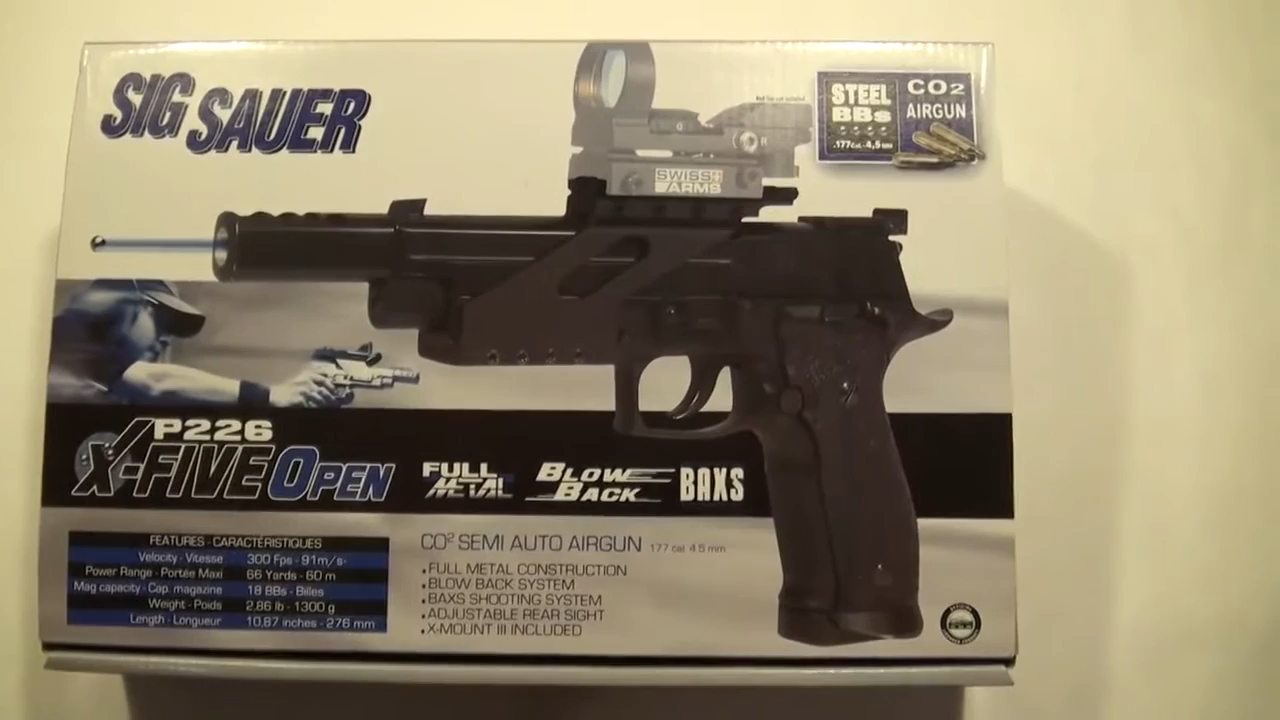 SIG SAUER
STEEL BBs
.177 Cal. - 4,5 mm
CO2
AIRGUN
R
SWISS ARMS
P226
X-FIVE OPEN
FULL METAL
BLOW BACK
BAXS
FEATURES - CARACTÉRISTIQUES
Velocity - Vitesse 300 Fps - 91m/s
Power Range - Portée Maxi 66 Yards - 60 m
Mag capacity - Cap. magazine 18 BBs - Billes
Weight - Poids 2,86 lb - 1300 g
Length - Longueur 10,87 inches - 276 mm
CO² SEMI AUTO AIRGUN 177 cal 4.5 mm
• FULL METAL CONSTRUCTION
• BLOW BACK SYSTEM
• BAXS SHOOTING SYSTEM
• ADJUSTABLE REAR SIGHT
• X-MOUNT III INCLUDED